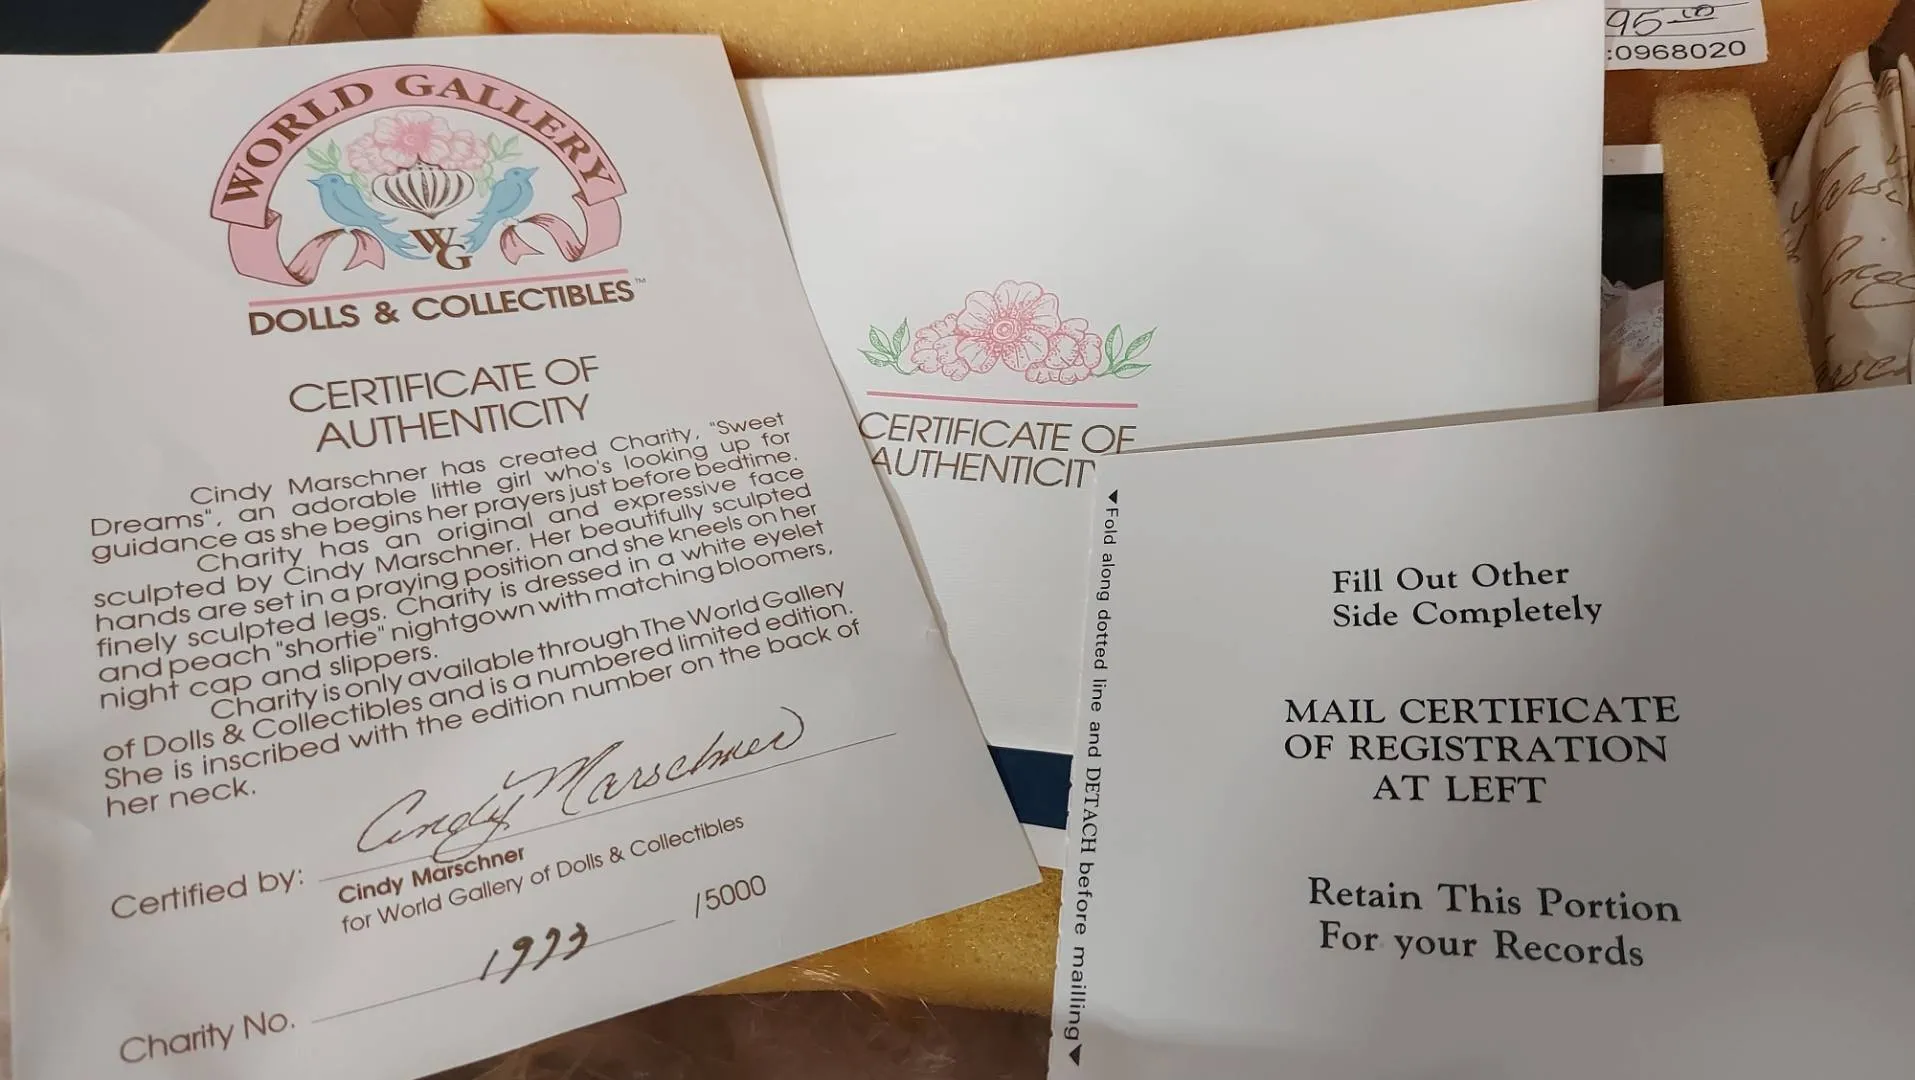 WORLD GALLERY
WG
DOLLS & COLLECTIBLES™
CERTIFICATE OF
AUTHENTICITY
Cindy Marschner has created Charity, "Sweet
Dreams", an adorable little girl who's looking up for
guidance as she begins her prayers just before bedtime.
Charity has an original and expressive face
sculpted by Cindy Marschner. Her beautifully sculpted
hands are set in a praying position and she kneels on her
finely sculpted legs. Charity is dressed in a white eyelet
and peach "shortie" nightgown with matching bloomers,
night cap and slippers.
Charity is only available through The World Gallery
of Dolls & Collectibles and is a numbered limited edition.
She is inscribed with the edition number on the back of
her neck.
Cindy Marschner
Certified by:
Cindy Marschner
for World Gallery of Dolls & Collectibles
Charity No. 1973 /5000
CERTIFICATE OF
AUTHENTICIT
95.00
:0968020
▼Fold along dotted line and DETACH before mailling▼
Fill Out Other
Side Completely
MAIL CERTIFICATE
OF REGISTRATION
AT LEFT
Retain This Portion
For your Records